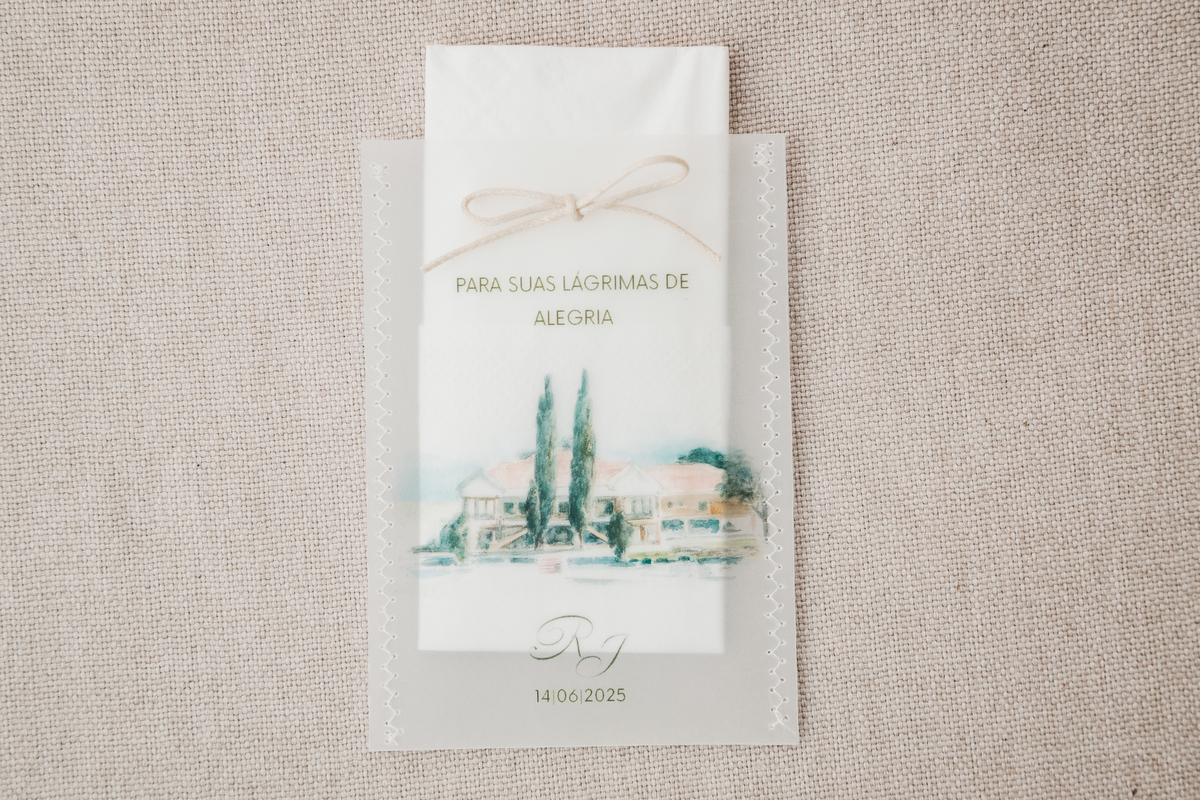 PARA SUAS LÁGRIMAS DE
ALEGRIA
RJ
14|06|2025